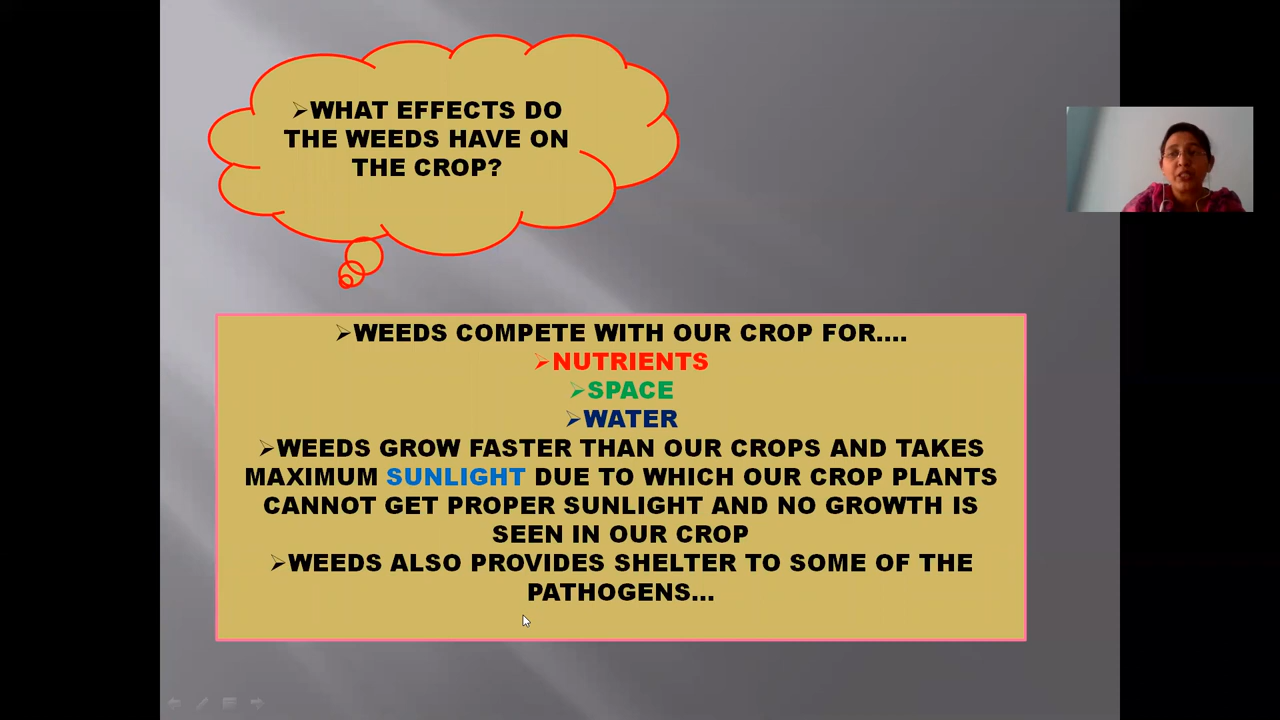 ➢WHAT EFFECTS DO
THE WEEDS HAVE ON
THE CROP?
➢WEEDS COMPETE WITH OUR CROP FOR....
➢NUTRIENTS
➢SPACE
➢WATER
➢WEEDS GROW FASTER THAN OUR CROPS AND TAKES
MAXIMUM SUNLIGHT DUE TO WHICH OUR CROP PLANTS
CANNOT GET PROPER SUNLIGHT AND NO GROWTH IS
SEEN IN OUR CROP
➢WEEDS ALSO PROVIDES SHELTER TO SOME OF THE
PATHOGENS...